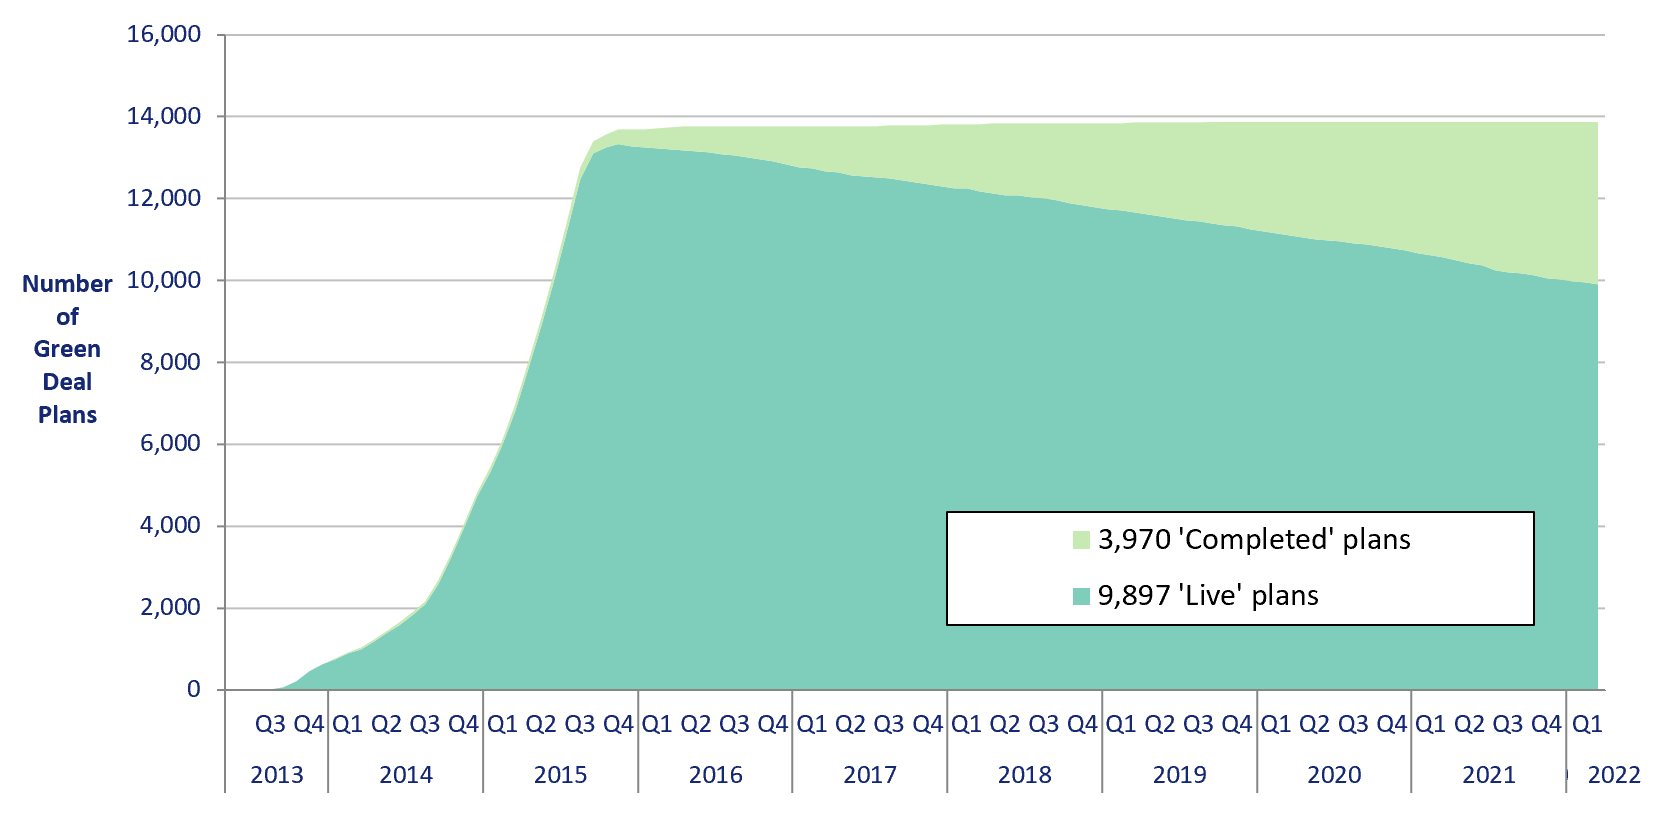 16,000
14,000
12,000
10,000
8,000
6,000
4,000
2,000
0
Number
of
Green
Deal
Plans
3,970 'Completed' plans
9,897 'Live' plans
Q3 Q4 Q1 Q2 Q3 Q4 Q1 Q2 Q3 Q4 Q1 Q2 Q3 Q4 Q1 Q2 Q3 Q4 Q1 Q2 Q3 Q4 Q1 Q2 Q3 Q4 Q1 Q2 Q3 Q4 Q1 Q2 Q3 Q4 Q1
2013 2014 2015 2016 2017 2018 2019 2020 2021 2022